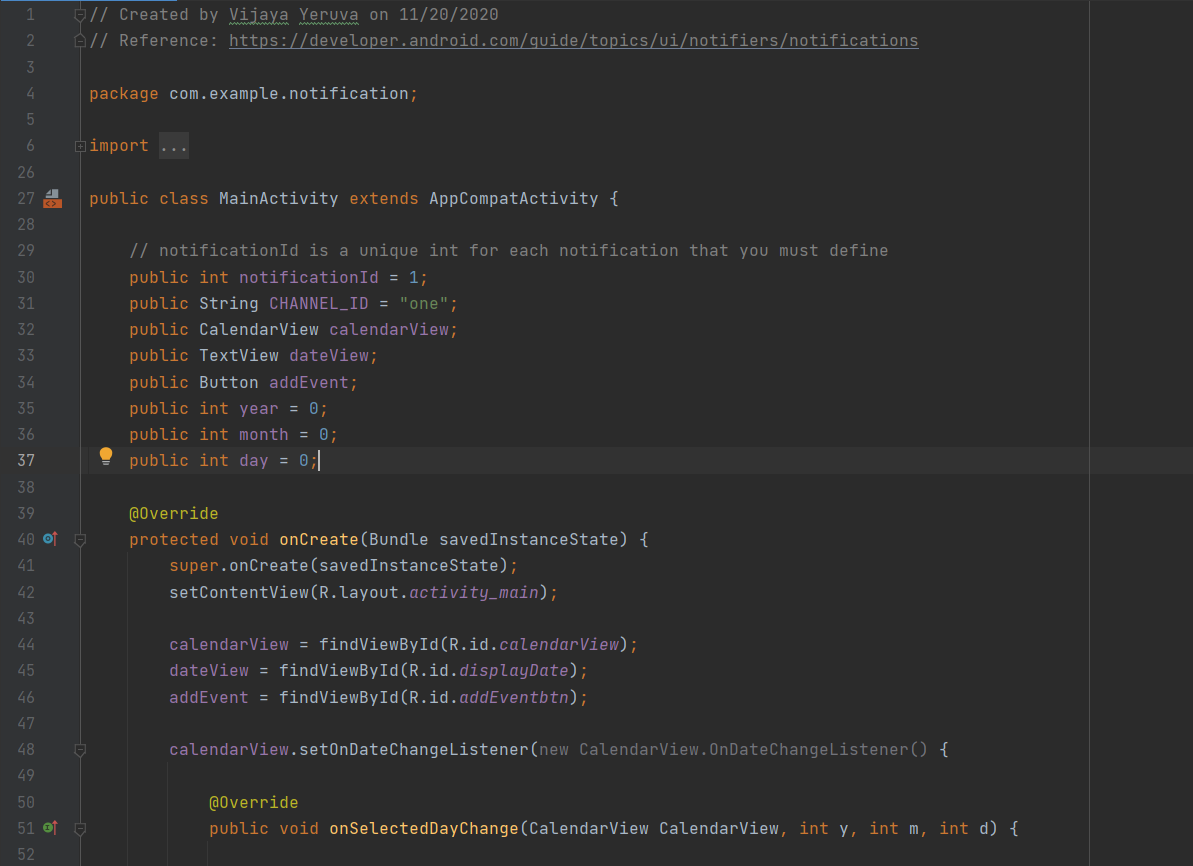 1 // Created by Vijaya Yeruva on 11/20/2020
2 // Reference: https://developer.android.com/guide/topics/ui/notifiers/notifications
3
4 package com.example.notification;
5
6 import ...
26
27 public class MainActivity extends AppCompatActivity {
28
29 // notificationId is a unique int for each notification that you must define
30 public int notificationId = 1;
31 public String CHANNEL_ID = "one";
32 public CalendarView calendarView;
33 public TextView dateView;
34 public Button addEvent;
35 public int year = 0;
36 public int month = 0;
37 public int day = 0;
38
39 @Override
40 protected void onCreate(Bundle savedInstanceState) {
41 super.onCreate(savedInstanceState);
42 setContentView(R.layout.activity_main);
43
44 calendarView = findViewById(R.id.calendarView);
45 dateView = findViewById(R.id.displayDate);
46 addEvent = findViewById(R.id.addEventbtn);
47
48 calendarView.setOnDateChangeListener(new CalendarView.OnDateChangeListener() {
49
50 @Override
51 public void onSelectedDayChange(CalendarView CalendarView, int y, int m, int d) {
52